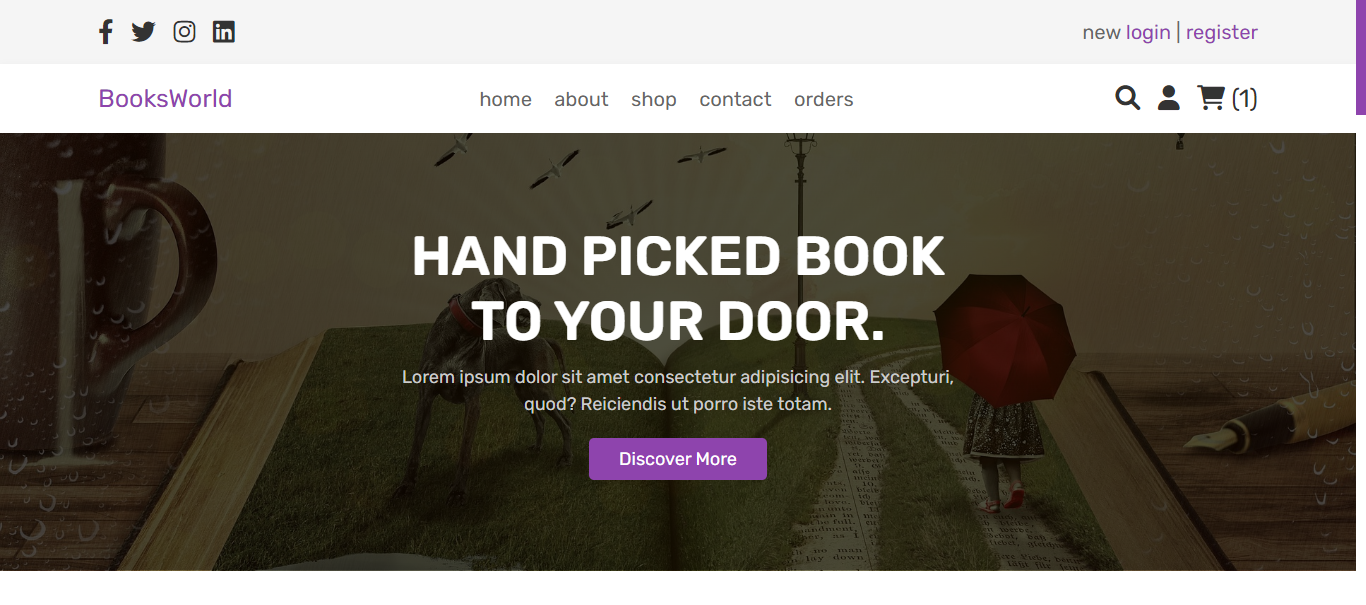 new login | register
BooksWorld
home about shop contact orders
(1)
HAND PICKED BOOK
TO YOUR DOOR.
Lorem ipsum dolor sit amet consectetur adipisicing elit. Excepturi,
quod? Reiciendis ut porro iste totam.
Discover More